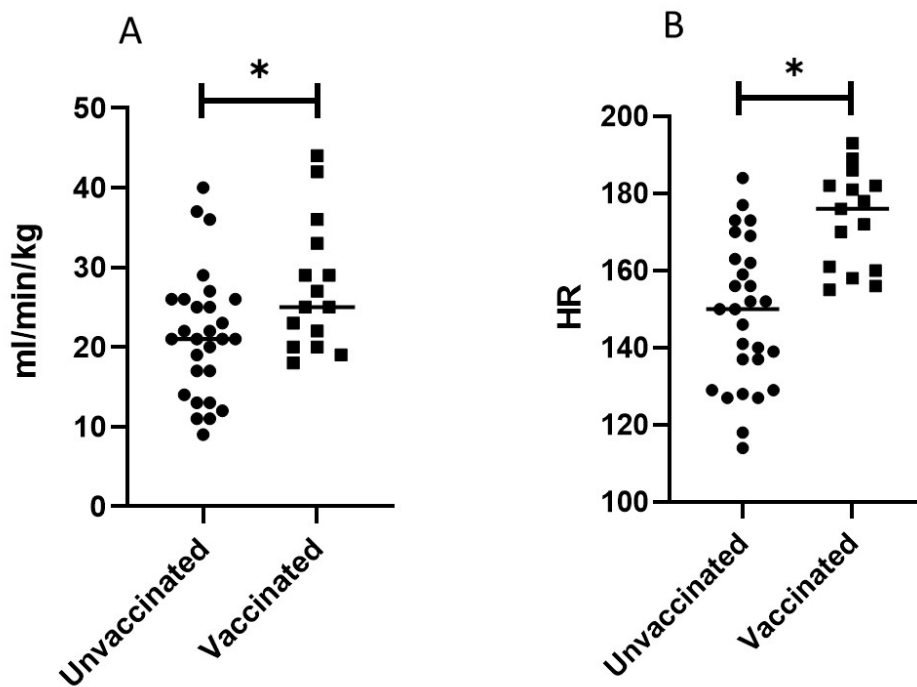 A
*
ml/min/kg
50
40
30
20
10
0
Unvaccinated
Vaccinated
B
*
HR
200
180
160
140
120
100
Unvaccinated
Vaccinated